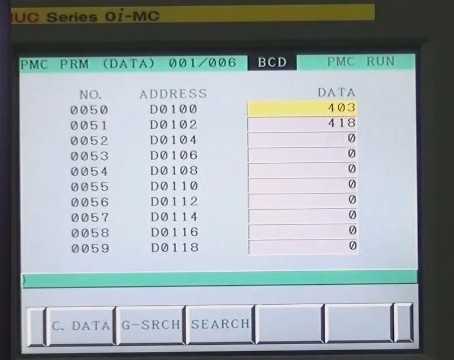 UC Series 0i-MC
PMC PRM (DATA) 001/006 BCD PMC RUN
NO. ADDRESS DATA
0050 D0100 403
0051 D0102 418
0052 D0104 0
0053 D0106 0
0054 D0108 0
0055 D0110 0
0056 D0112 0
0057 D0114 0
0058 D0116 0
0059 D0118 0
)
C. DATA G-SRCH SEARCH